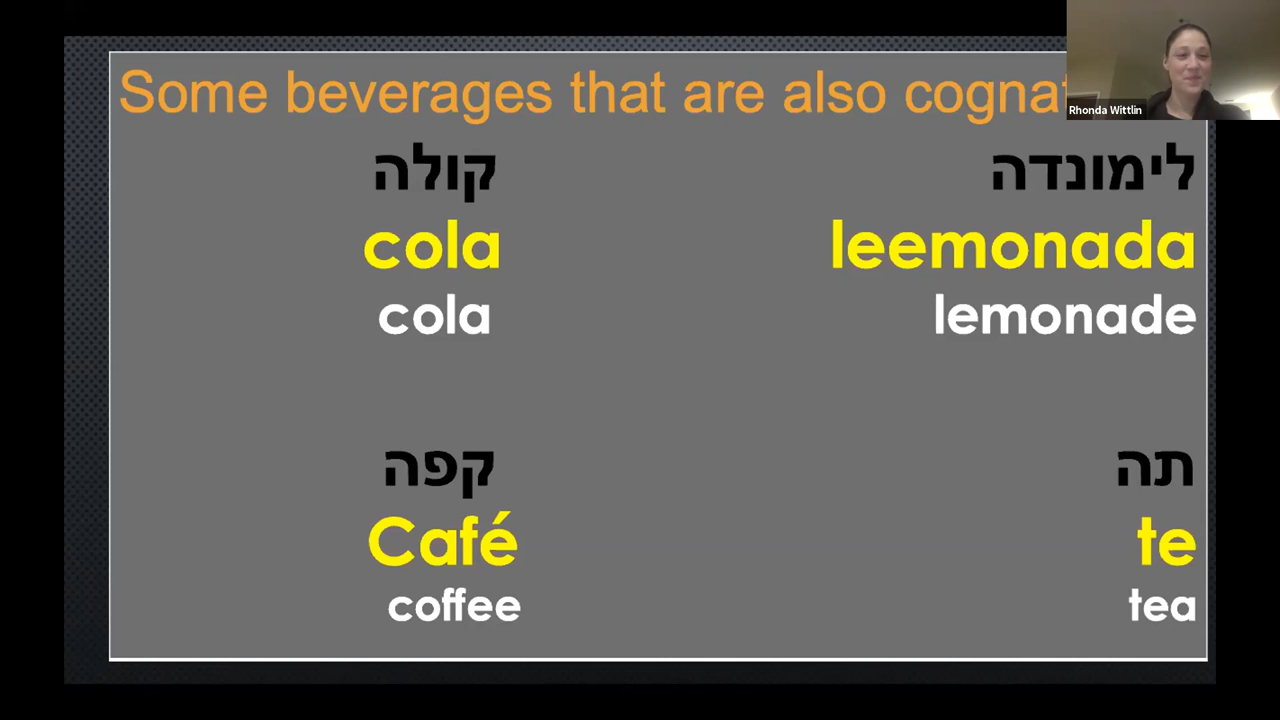 Some beverages that are also
Rhonda Wittlin
לימונדה
leemonada
lemonade
קולה
cola
cola
תה
te
tea
קפה
Café
coffee